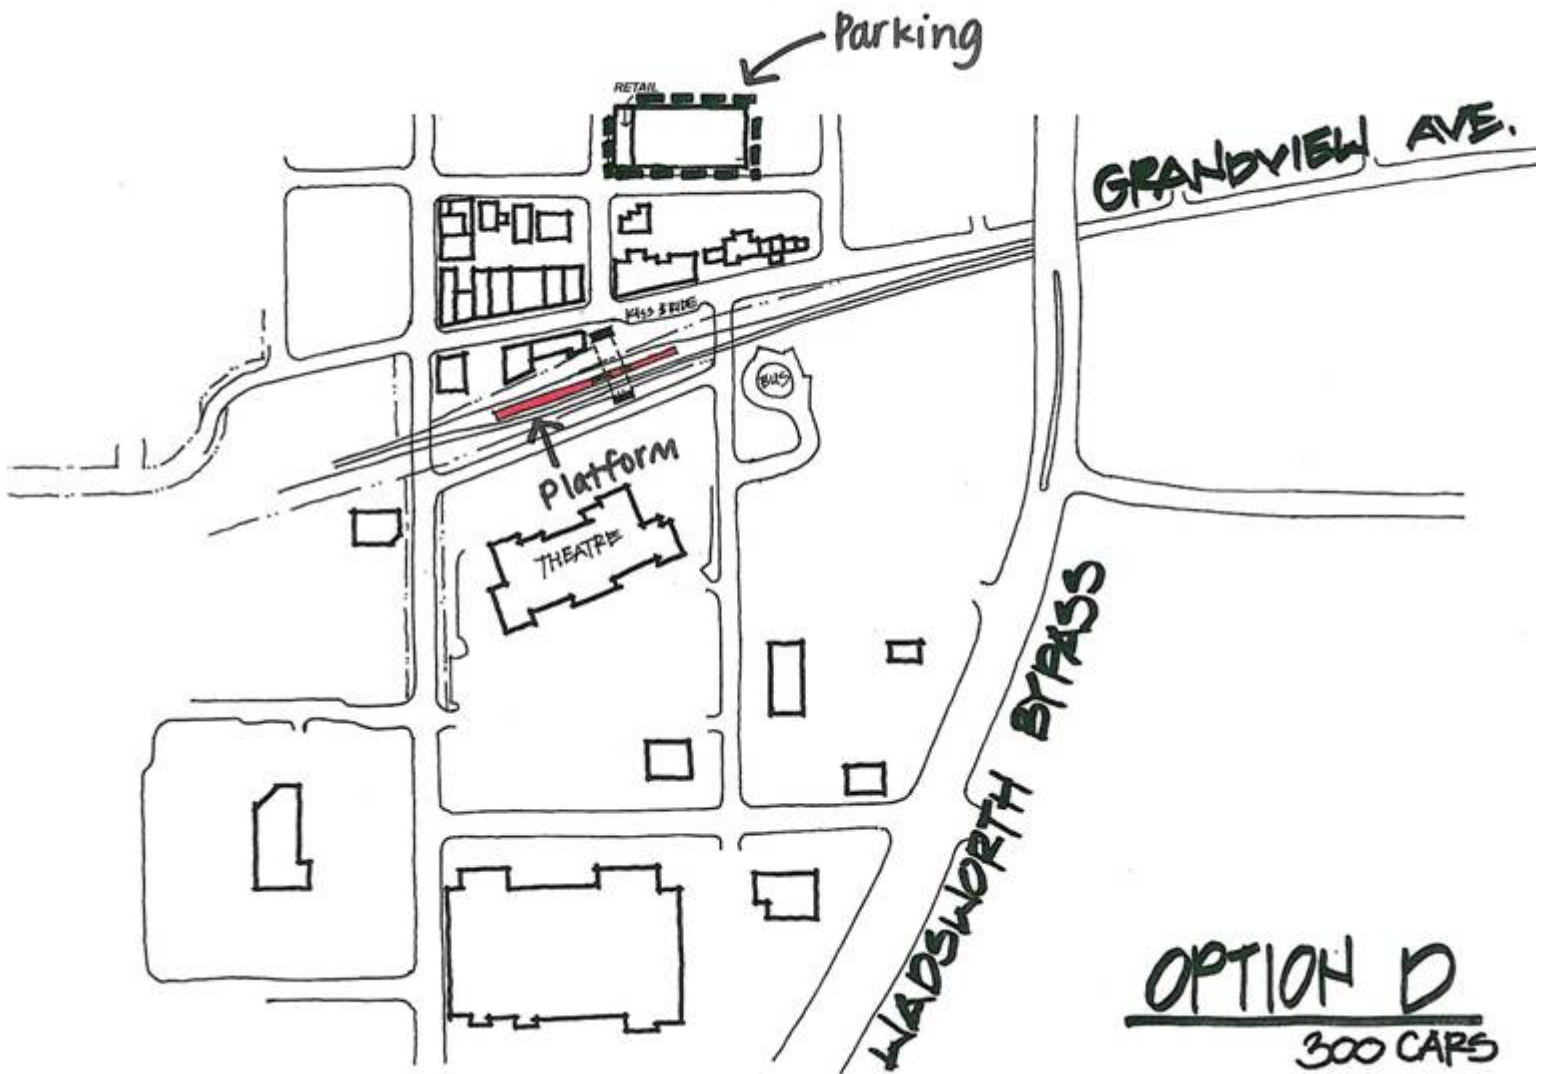 Parking
RETAIL
GRANDVIEW AVE.
KISS & RIDE
BUS
Platform
THEATRE
WADSWORTH BYPASS
OPTION D
300 CARS